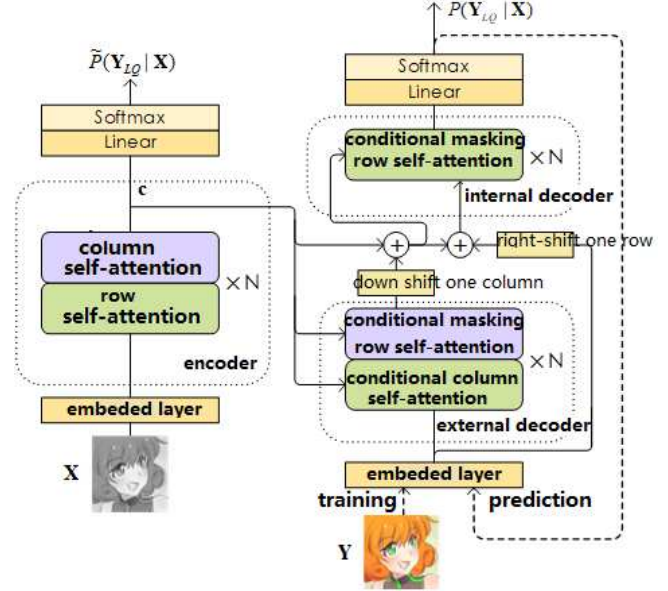 P̃(Y_LQ | X)
Softmax
Linear
c
column
self-attention
row
self-attention
×N
encoder
embeded layer
X
P(Y_LQ | X)
Softmax
Linear
conditional masking
row self-attention
×N
internal decoder
+
+
right-shift one row
down shift one column
conditional masking
row self-attention
conditional column
self-attention
×N
external decoder
embeded layer
training
prediction
Y